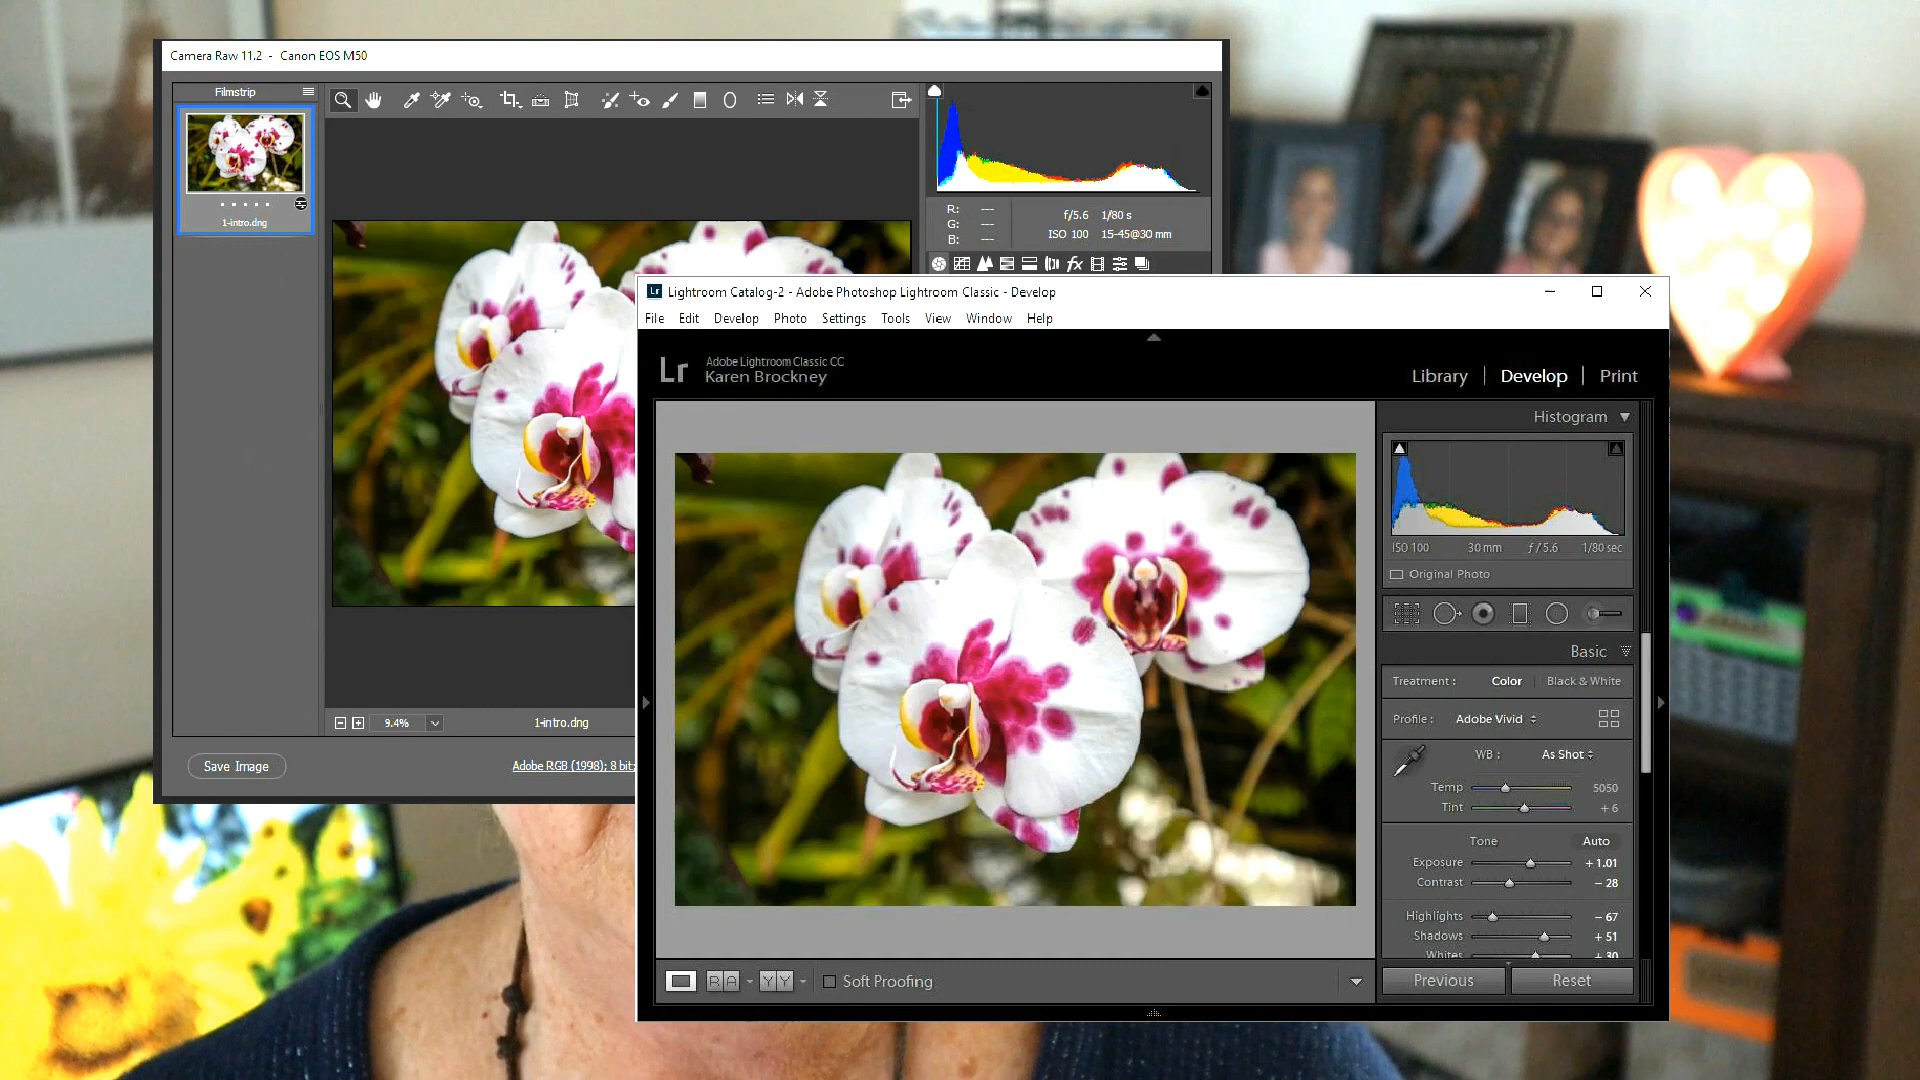 Camera Raw 11.2 - Canon EOS M50
Filmstrip
1-intro.dng
R: ---
G: ---
B: ---
f/5.6 1/80 s
ISO 100 15-45@30 mm
fx
9.4%
1-intro.dng
Save Image
Adobe RGB (1998); 8 bit;
Lr Lightroom Catalog-2 - Adobe Photoshop Lightroom Classic - Develop
File Edit Develop Photo Settings Tools View Window Help
Lr
Adobe Lightroom Classic CC
Karen Brockney
Library | Develop | Print
Histogram
ISO 100 30 mm f / 5.6 1/80 sec
Original Photo
Basic
Treatment : Color Black & White
Profile : Adobe Vivid
WB : As Shot
Temp 5050
Tint + 6
Tone Auto
Exposure + 1.01
Contrast - 28
Highlights - 67
Shadows + 51
Whites + 30
R A Y Y Soft Proofing
Previous Reset